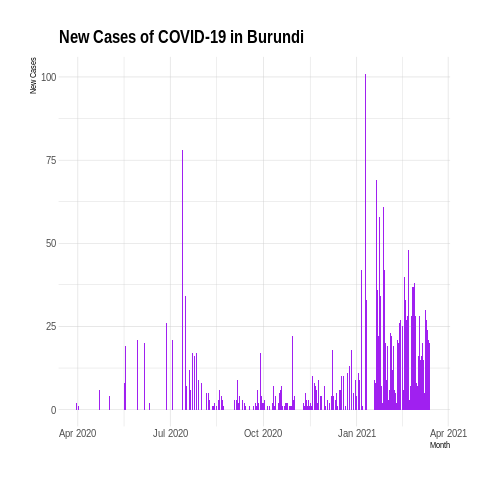 New Cases of COVID-19 in Burundi
New Cases
100
75
50
25
0
Apr 2020 Jul 2020 Oct 2020 Jan 2021 Apr 2021
Month